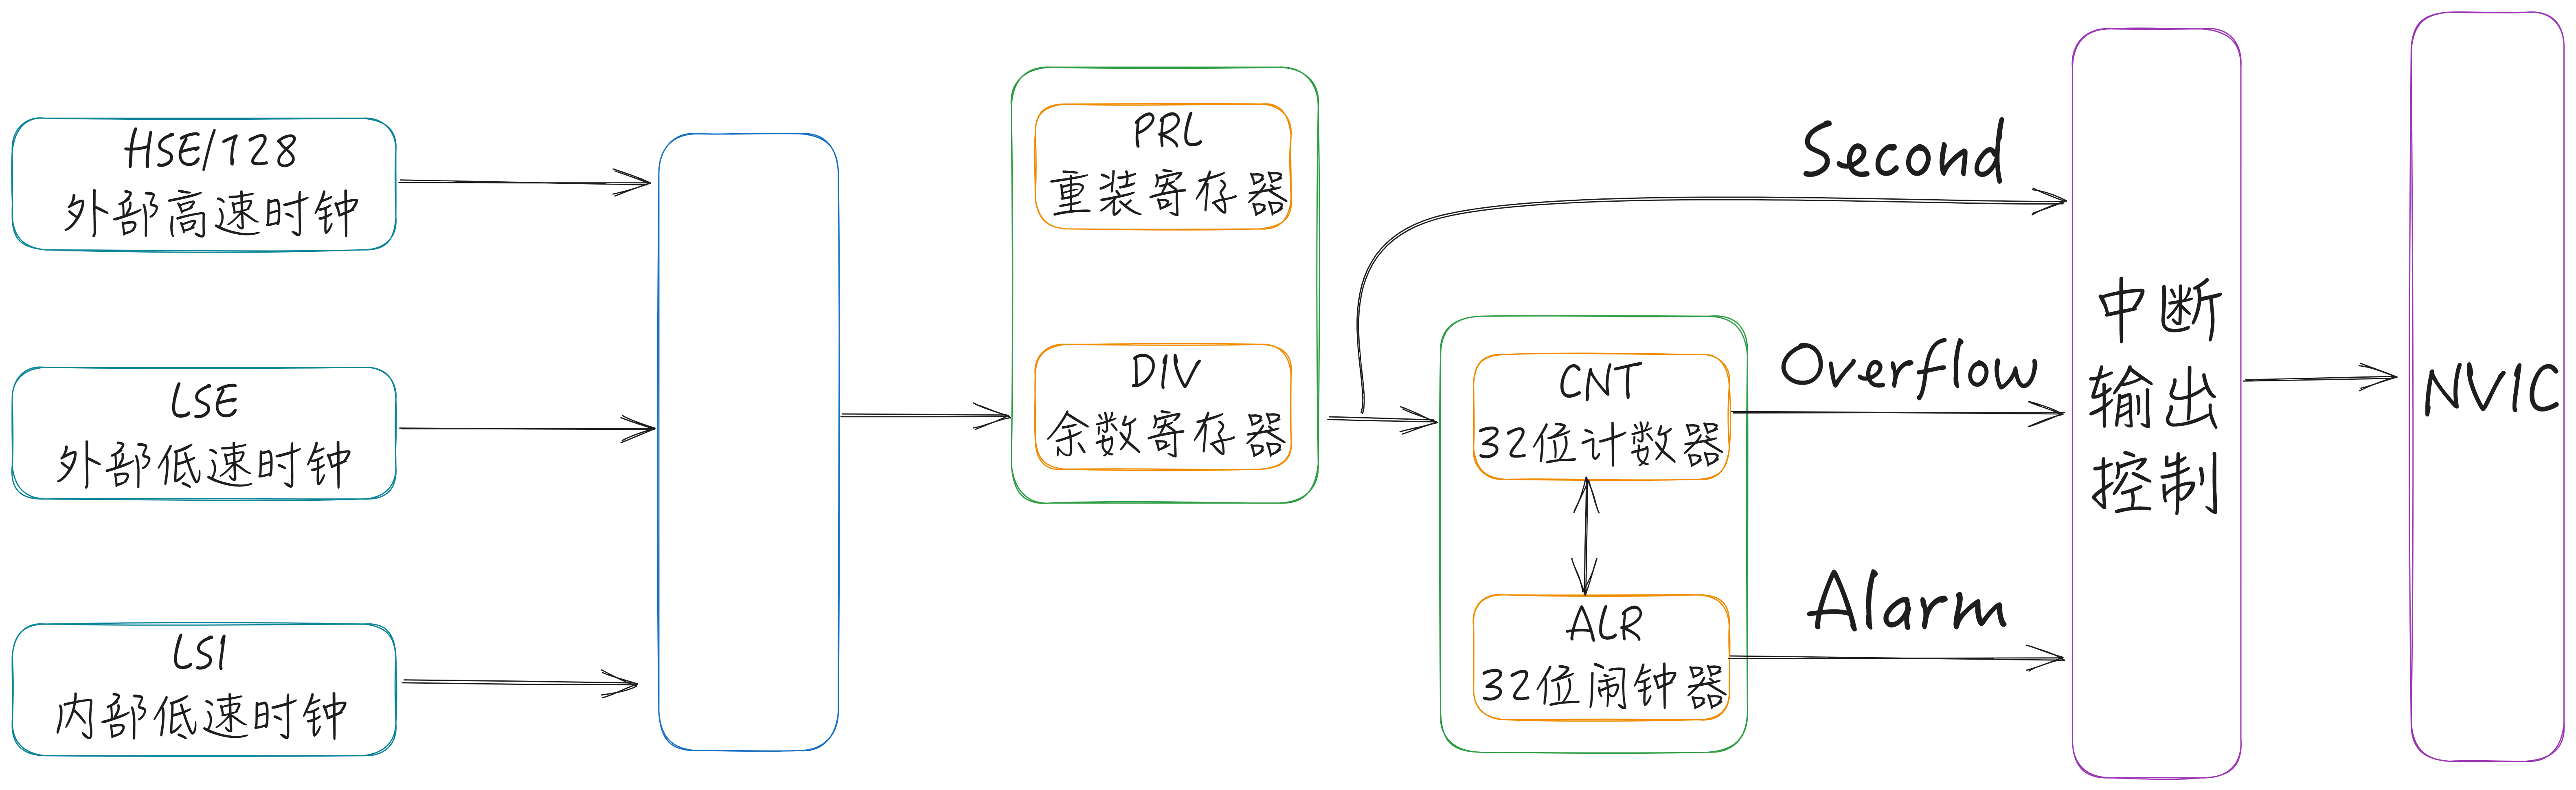 HSE/128
外部高速时钟
LSE
外部低速时钟
LSI
内部低速时钟
PRL
重装寄存器
DIV
余数寄存器
CNT
32位计数器
ALR
32位闹钟器
Second
Overflow
Alarm
中断
输出
控制
NVIC